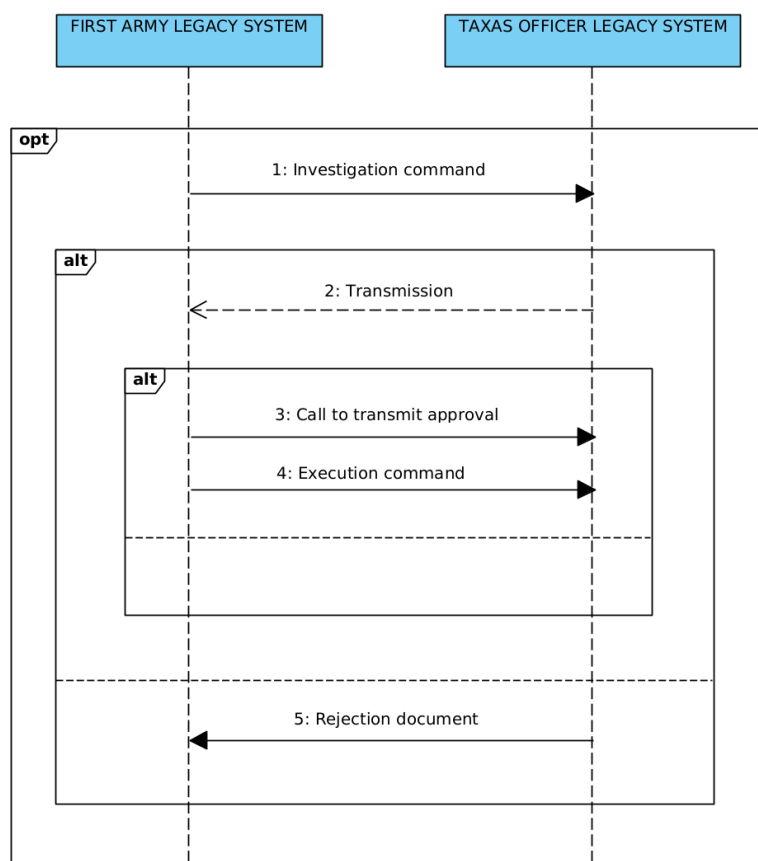 FIRST ARMY LEGACY SYSTEM
TAXAS OFFICER LEGACY SYSTEM
opt
1: Investigation command
alt
2: Transmission
alt
3: Call to transmit approval
4: Execution command
5: Rejection document